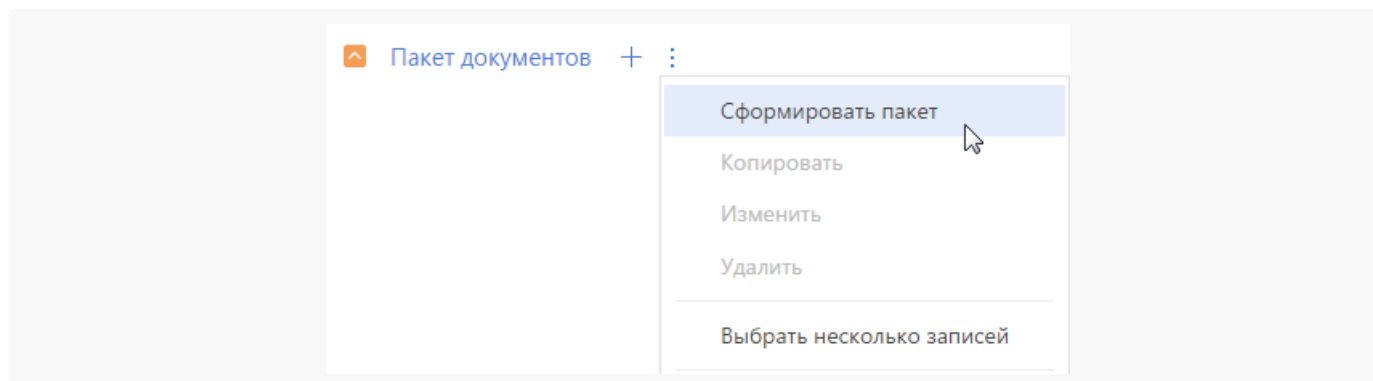 Пакет документов
Сформировать пакет
Копировать
Изменить
Удалить
Выбрать несколько записей